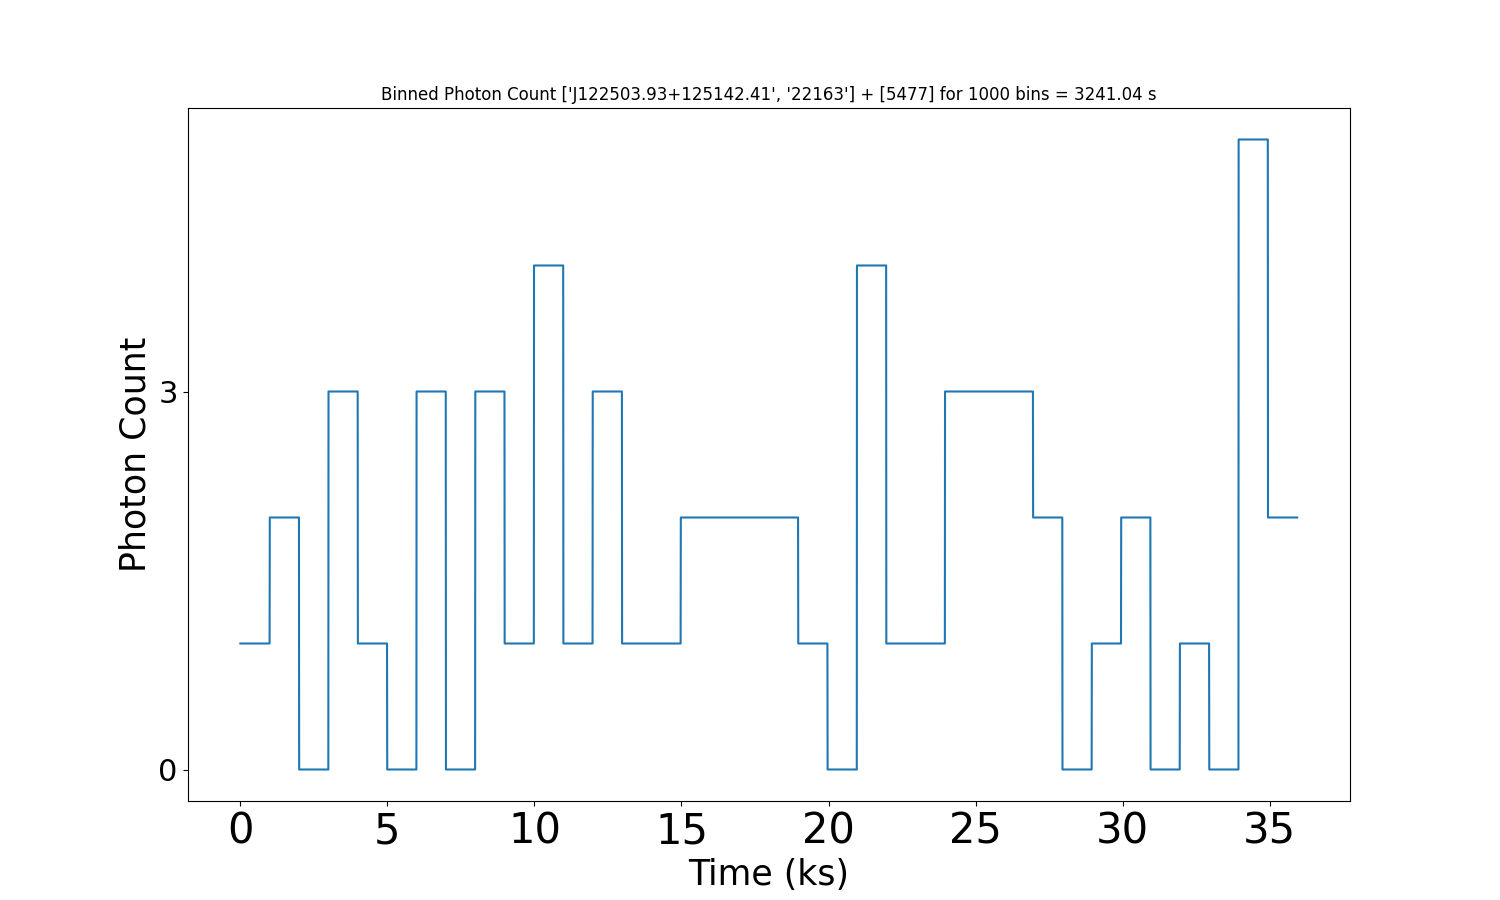 Binned Photon Count ['J122503.93+125142.41', '22163'] + [5477] for 1000 bins = 3241.04 s
Photon Count
3
0
0 5 10 15 20 25 30 35
Time (ks)